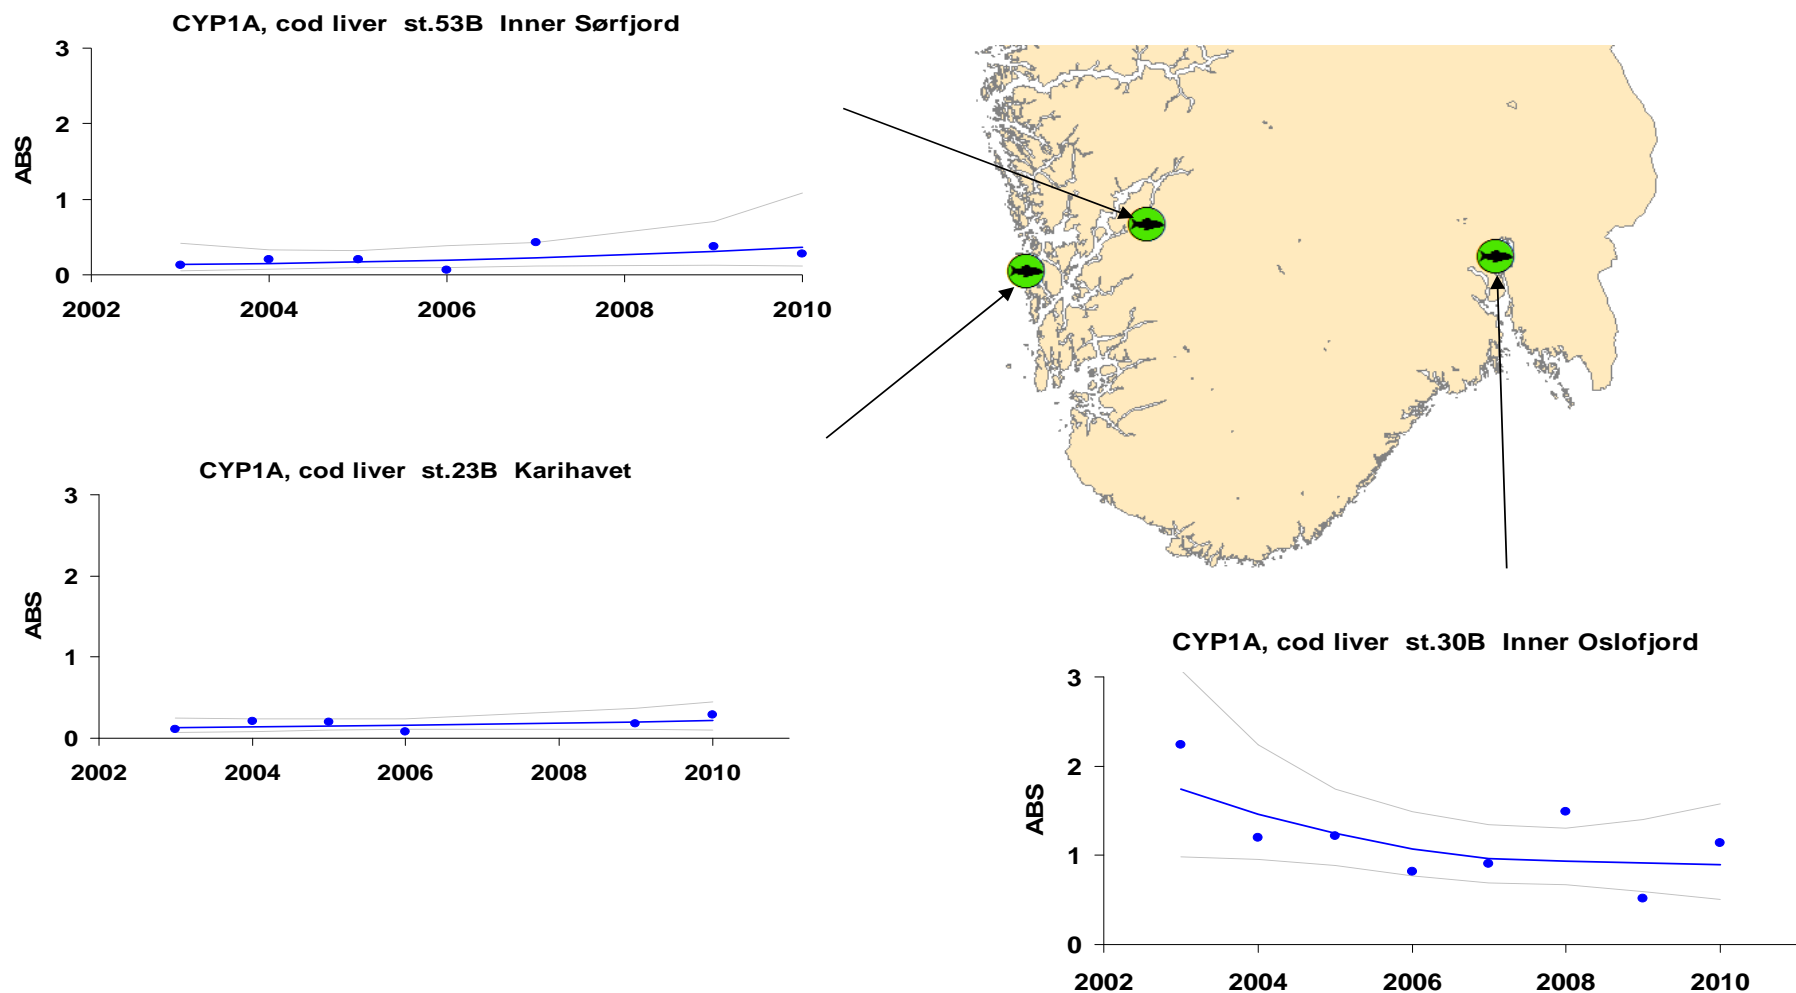 CYP1A, cod liver st.53B Inner Sørfjord
3
2
1
0
ABS
2002 2004 2006 2008 2010
CYP1A, cod liver st.23B Karihavet
3
2
1
0
ABS
2002 2004 2006 2008 2010
CYP1A, cod liver st.30B Inner Oslofjord
3
2
1
0
ABS
2002 2004 2006 2008 2010